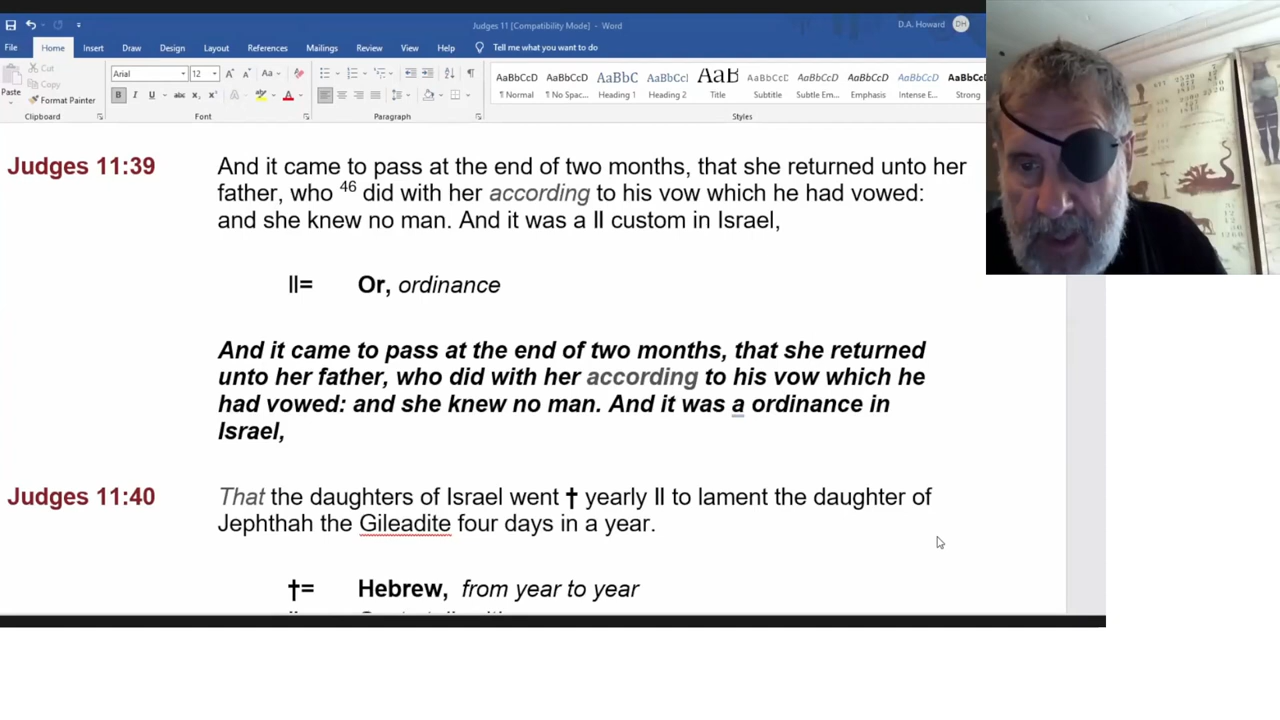 Judges 11 [Compatibility Mode] - Word
D.A. Howard
DH
File Home Insert Draw Design Layout References Mailings Review View Help Tell me what you want to do
Paste
Cut
Copy
Format Painter
Clipboard
Arial 12
Font
Paragraph
AaBbCcD AaBbCcD AaBbC AaBbCcl AaB AaBbCcD AaBbCcD AaBbCcD AaBbCcD AaBbCc
¶ Normal ¶ No Spac... Heading 1 Heading 2 Title Subtitle Subtle Em... Emphasis Intense E... Strong
Styles
Judges 11:39 And it came to pass at the end of two months, that she returned unto her
father, who 46 did with her according to his vow which he had vowed:
and she knew no man. And it was a ll custom in Israel,
ll= Or, ordinance
And it came to pass at the end of two months, that she returned
unto her father, who did with her according to his vow which he
had vowed: and she knew no man. And it was a ordinance in
Israel,
Judges 11:40 That the daughters of Israel went † yearly ll to lament the daughter of
Jephthah the Gileadite four days in a year.
†= Hebrew, from year to year
2520 2520
1260